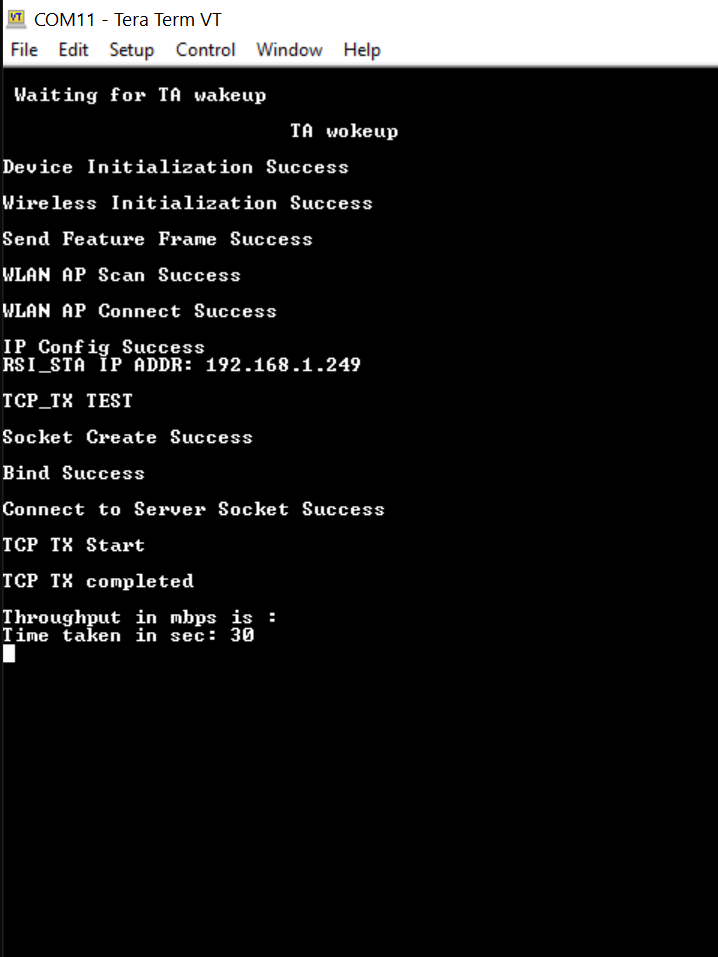 VT
COM11 - Tera Term VT
File Edit Setup Control Window Help
Waiting for TA wakeup
TA wokeup
Device Initialization Success
Wireless Initialization Success
Send Feature Frame Success
WLAN AP Scan Success
WLAN AP Connect Success
IP Config Success
RSI_STA IP ADDR: 192.168.1.249
TCP_TX TEST
Socket Create Success
Bind Success
Connect to Server Socket Success
TCP TX Start
TCP TX completed
Throughput in mbps is :
Time taken in sec: 30